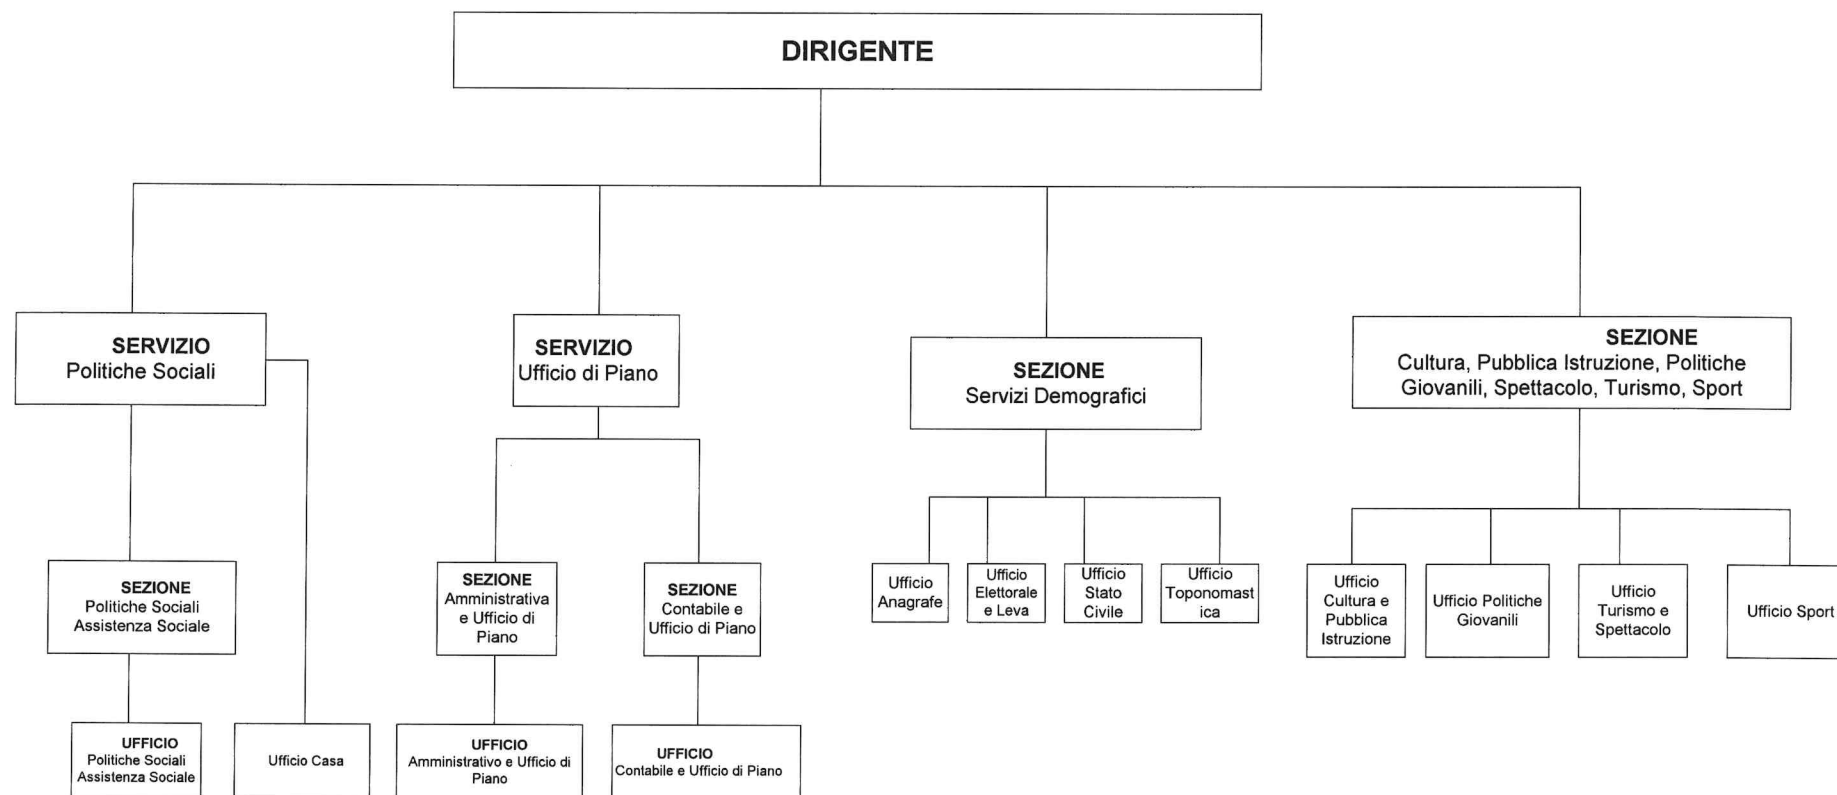 DIRIGENTE
SERVIZIO
Politiche Sociali
SERVIZIO
Ufficio di Piano
SEZIONE
Servizi Demografici
SEZIONE
Cultura, Pubblica Istruzione, Politiche
Giovanili, Spettacolo, Turismo, Sport
SEZIONE
Politiche Sociali
Assistenza Sociale
SEZIONE
Amministrativa
e Ufficio di
Piano
SEZIONE
Contabile e
Ufficio di Piano
Ufficio
Anagrafe
Ufficio
Elettorale
e Leva
Ufficio
Stato
Civile
Ufficio
Toponomast
ica
Ufficio
Cultura e
Pubblica
Istruzione
Ufficio Politiche
Giovanili
Ufficio
Turismo e
Spettacolo
Ufficio Sport
UFFICIO
Politiche Sociali
Assistenza Sociale
Ufficio Casa
UFFICIO
Amministrativo e Ufficio di
Piano
UFFICIO
Contabile e Ufficio di Piano